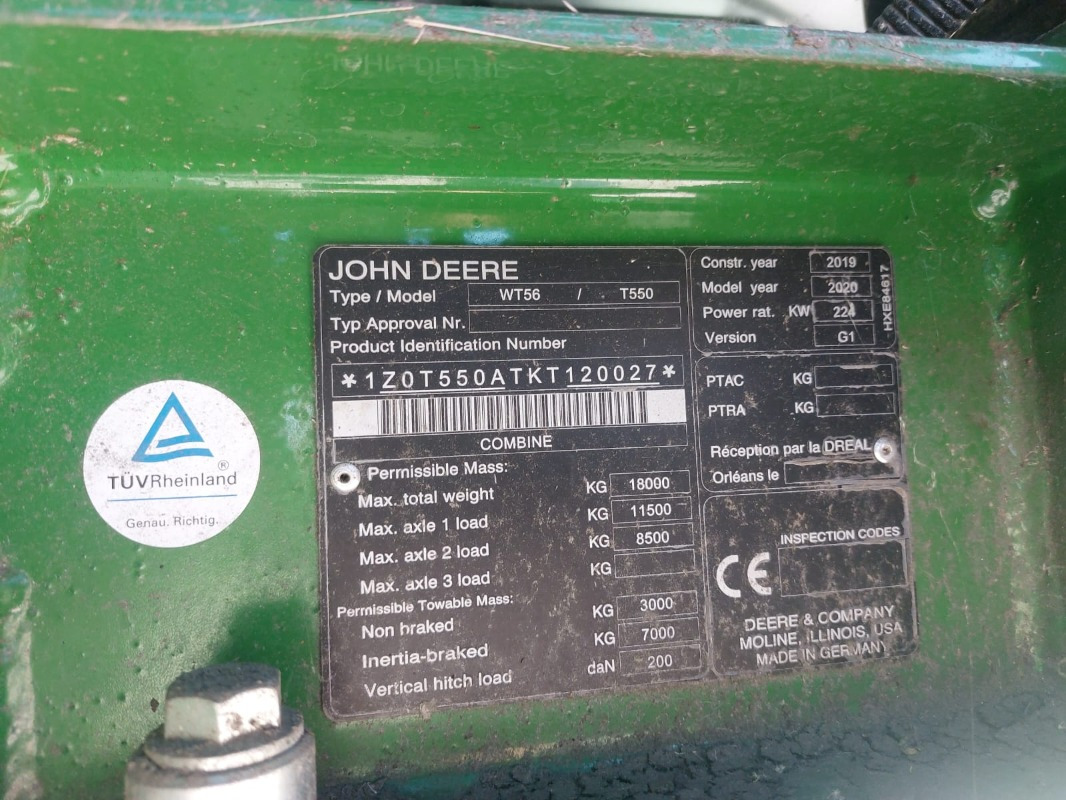 JOHN DEERE
Type / Model WT56 / T550
Typ Approval Nr.
Product Identification Number
*1Z0T550ATKT120027*
COMBINE
Permissible Mass:
Max. total weight KG 18000
Max. axle 1 load KG 11500
Max. axle 2 load KG 8500
Max. axle 3 load KG
Permissible Towable Mass:
Non braked KG 3000
Inertia-braked KG 7000
Vertical hitch load daN 200
Constr. year 2019
Model year 2020
Power rat. KW 224
Version G1
HXE84617
PTAC KG
PTRA KG
Réception par la DREAL
Orléans le
INSPECTION CODES
CE
DEERE & COMPANY
MOLINE, ILLINOIS, USA
MADE IN GERMANY
TÜVRheinland®
Genau. Richtig.